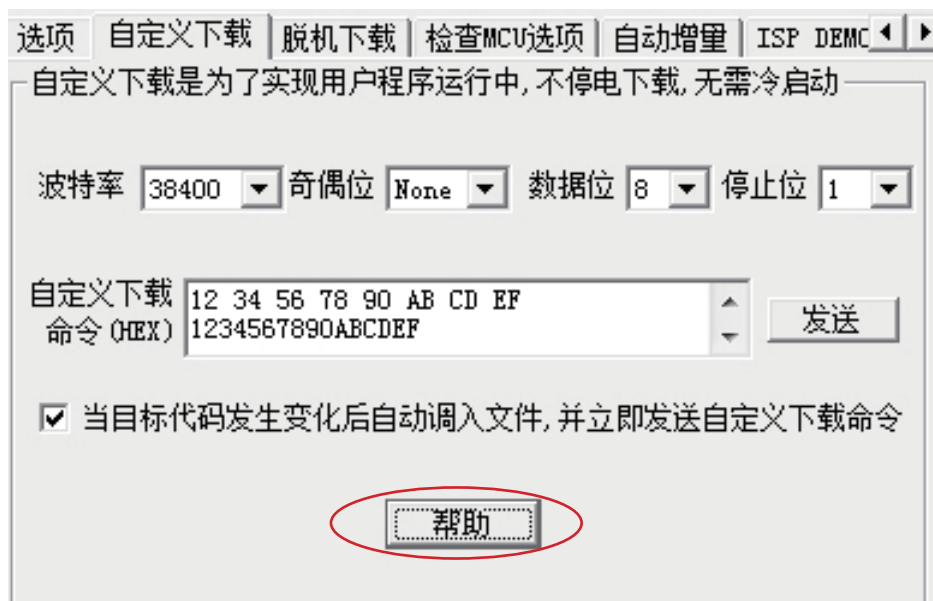 选项 自定义下载 脱机下载 检查MCU选项 自动增量 ISP DEMC
自定义下载是为了实现用户程序运行中,不停电下载,无需冷启动
波特率 38400 奇偶位 None 数据位 8 停止位 1
自定义下载 12 34 56 78 90 AB CD EF
命令(HEX) 1234567890ABCDEF 发送
当目标代码发生变化后自动调入文件,并立即发送自定义下载命令
帮助